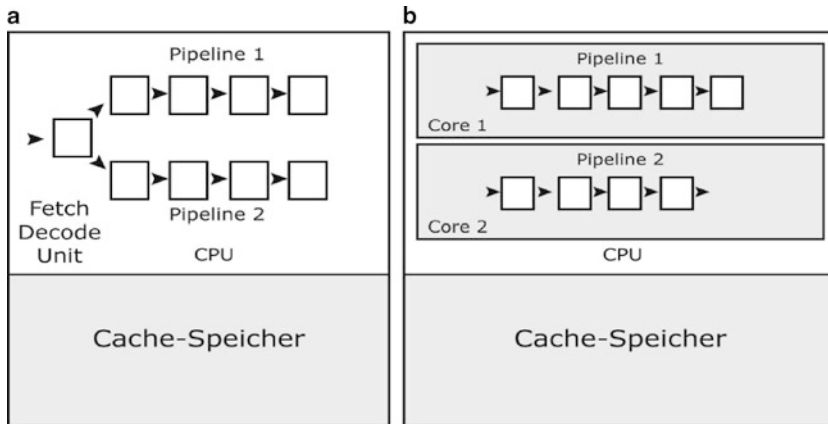 a
Pipeline 1
Fetch
Decode
Unit
Pipeline 2
CPU
Cache-Speicher
b
Pipeline 1
Core 1
Pipeline 2
Core 2
CPU
Cache-Speicher